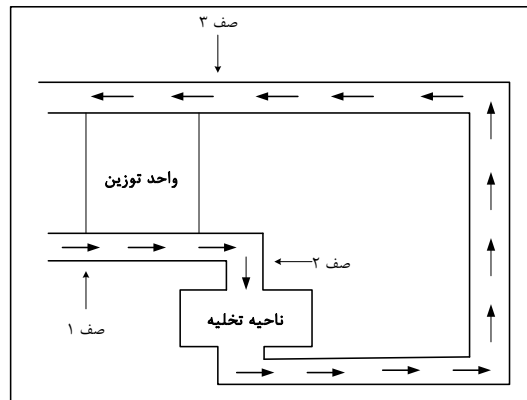 صف ۳
واحد توزین
صف ۲
ناحیه تخلیه
صف ۱